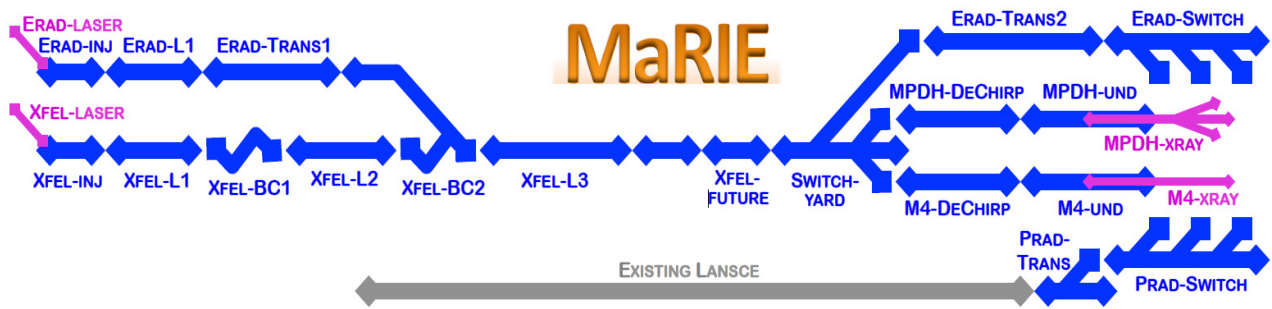 ERAD-LASER
ERAD-INJ ERAD-L1 ERAD-TRANS1
MaRIE
ERAD-TRANS2 ERAD-SWITCH
XFEL-LASER
MPDH-DECHIRP MPDH-UND
MPDH-XRAY
XFEL-INJ XFEL-L1 XFEL-BC1 XFEL-L2 XFEL-BC2 XFEL-L3
XFEL-
FUTURE
SWITCH-
YARD
M4-DECHIRP M4-UND M4-XRAY
PRAD-
TRANS
EXISTING LANSCE
PRAD-SWITCH